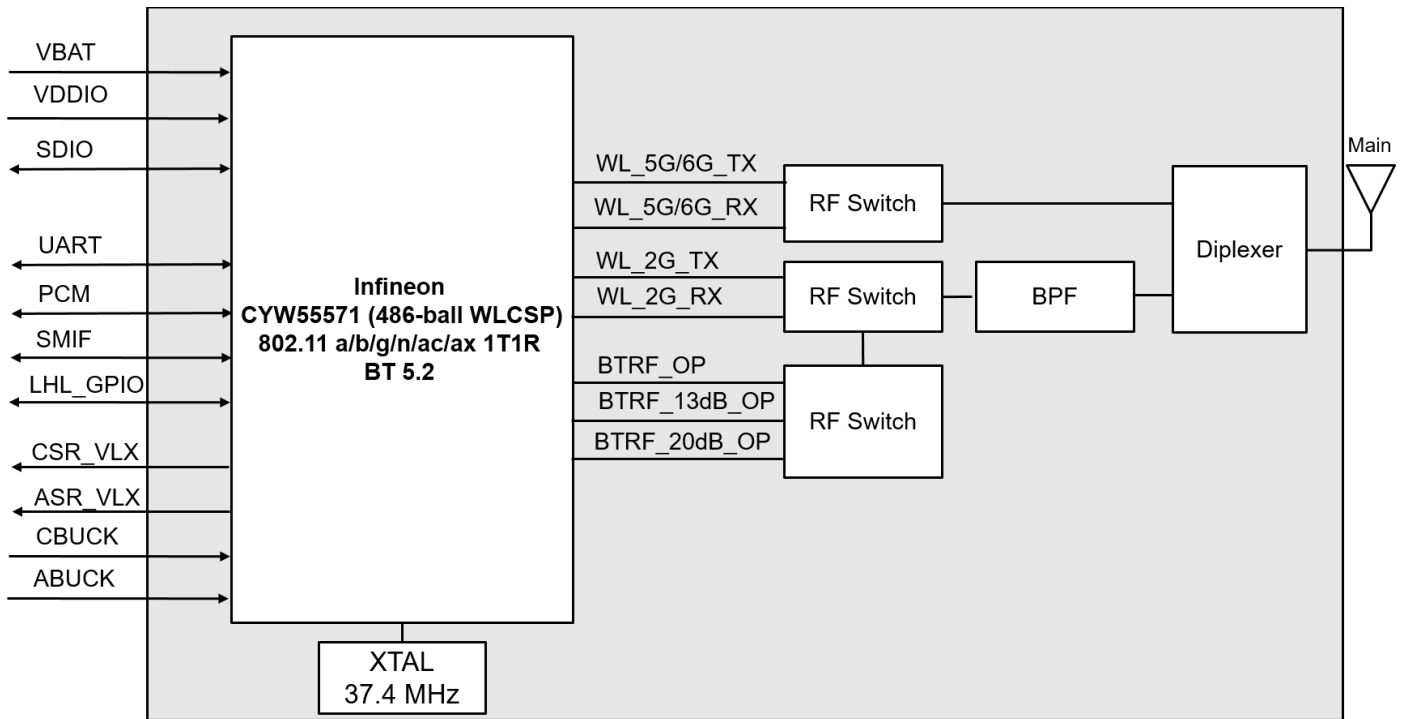 VBAT
VDDIO
SDIO
UART
PCM
SMIF
LHL_GPIO
CSR_VLX
ASR_VLX
CBUCK
ABUCK
Infineon
CYW55571 (486-ball WLCSP)
802.11 a/b/g/n/ac/ax 1T1R
BT 5.2
XTAL
37.4 MHz
WL_5G/6G_TX
WL_5G/6G_RX
WL_2G_TX
WL_2G_RX
BTRF_OP
BTRF_13dB_OP
BTRF_20dB_OP
RF Switch
RF Switch
RF Switch
BPF
Diplexer
Main